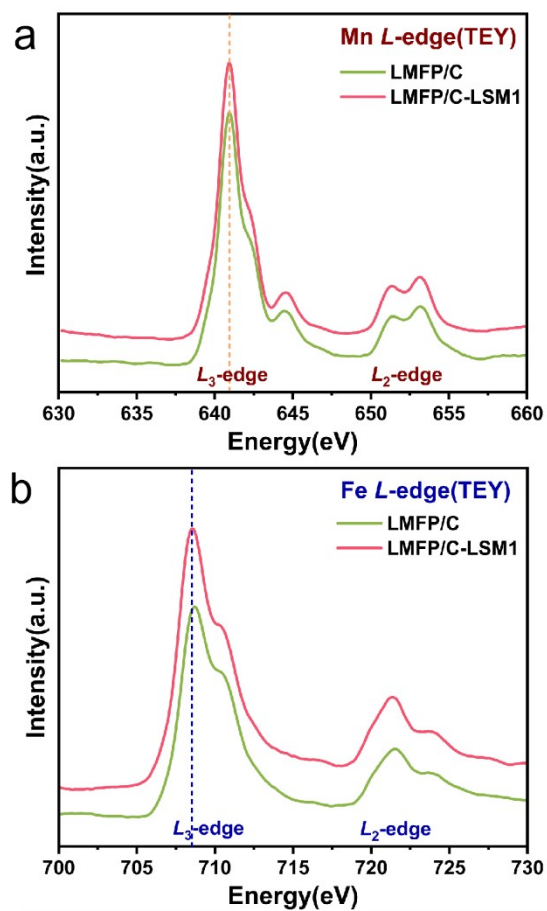 a
Mn L-edge(TEY)
LMFP/C
LMFP/C-LSM1
Intensity(a.u.)
L₃-edge
L₂-edge
630 635 640 645 650 655 660
Energy(eV)
b
Fe L-edge(TEY)
LMFP/C
LMFP/C-LSM1
Intensity(a.u.)
L₃-edge
L₂-edge
700 705 710 715 720 725 730
Energy(eV)